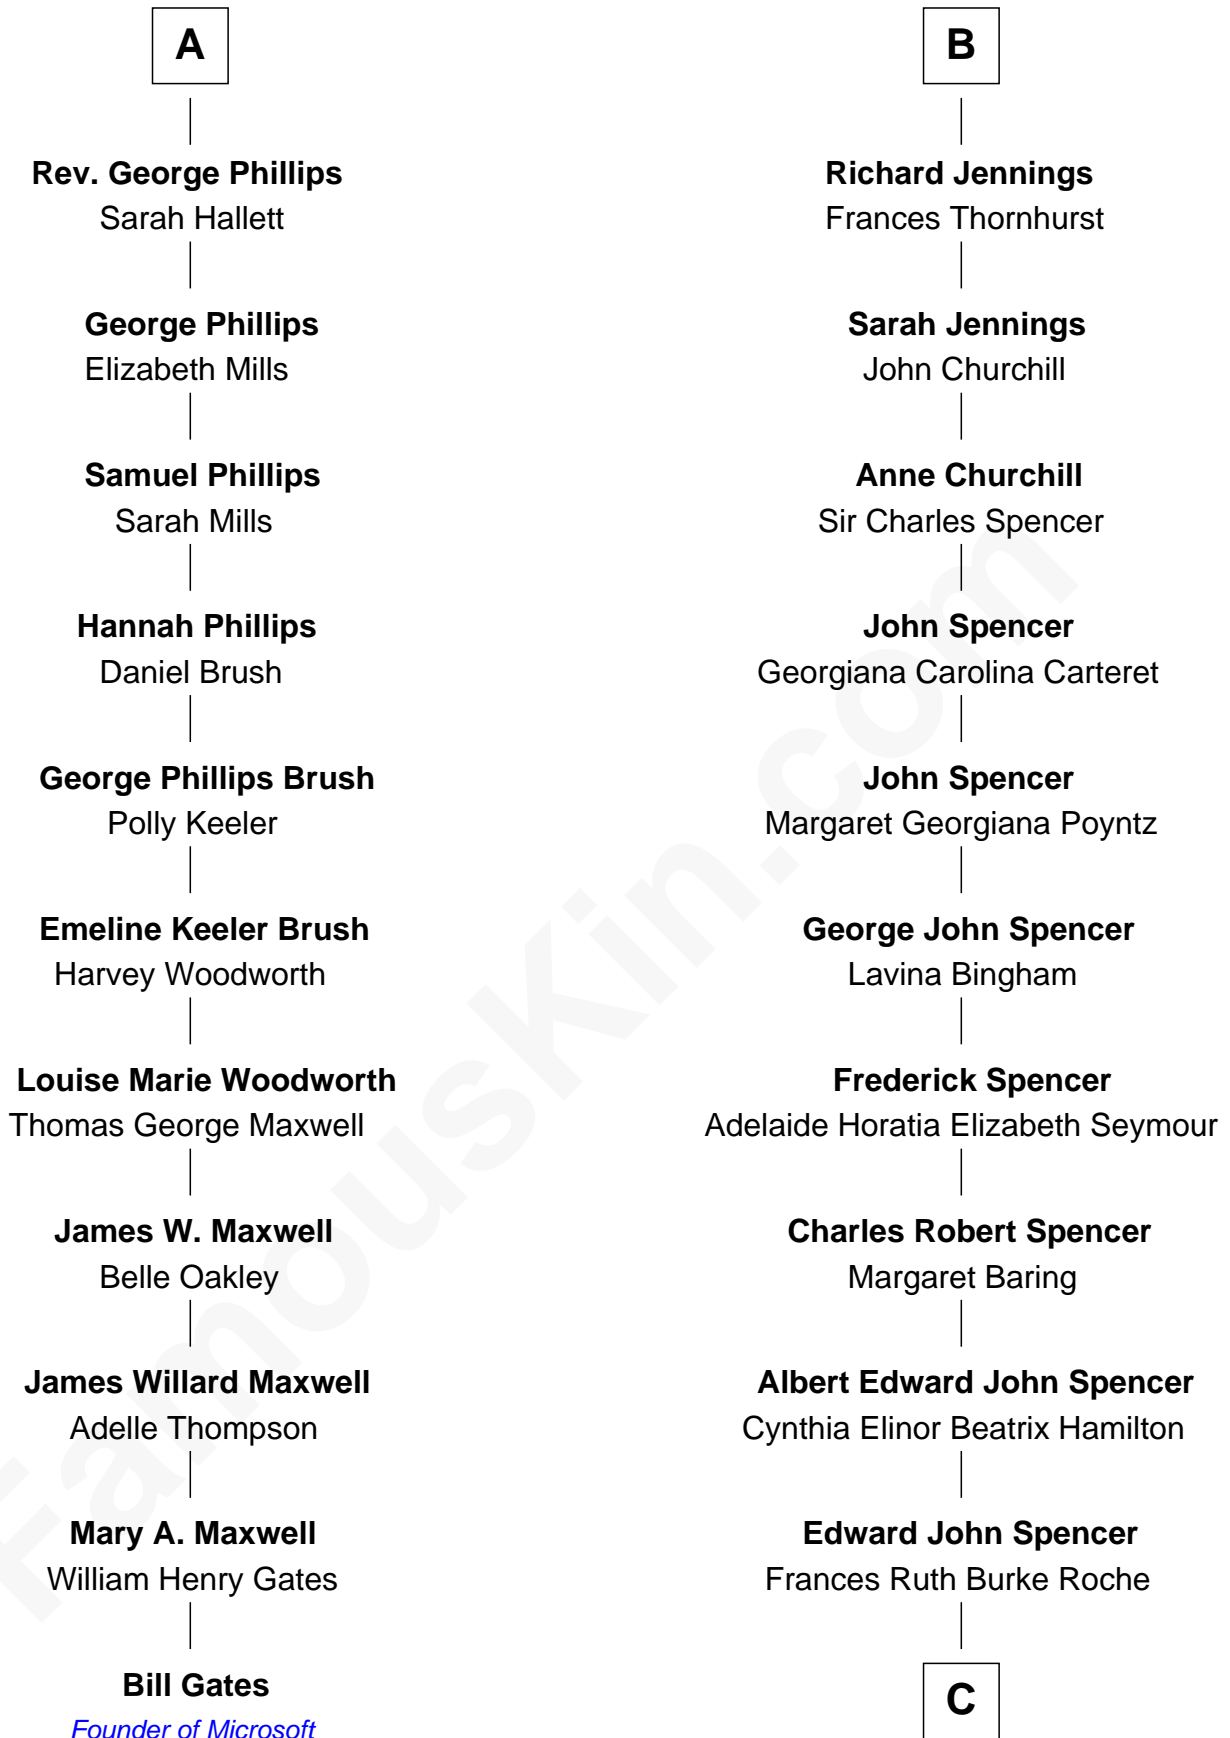 A
Rev. George Phillips
Sarah Hallett
George Phillips
Elizabeth Mills
Samuel Phillips
Sarah Mills
Hannah Phillips
Daniel Brush
George Phillips Brush
Polly Keeler
Emeline Keeler Brush
Harvey Woodworth
Louise Marie Woodworth
Thomas George Maxwell
James W. Maxwell
Belle Oakley
James Willard Maxwell
Adelle Thompson
Mary A. Maxwell
William Henry Gates
Bill Gates
Founder of Microsoft
B
Richard Jennings
Frances Thornhurst
Sarah Jennings
John Churchill
Anne Churchill
Sir Charles Spencer
John Spencer
Georgiana Carolina Carteret
John Spencer
Margaret Georgiana Poyntz
George John Spencer
Lavina Bingham
Frederick Spencer
Adelaide Horatia Elizabeth Seymour
Charles Robert Spencer
Margaret Baring
Albert Edward John Spencer
Cynthia Elinor Beatrix Hamilton
Edward John Spencer
Frances Ruth Burke Roche
C
FamousKin.com